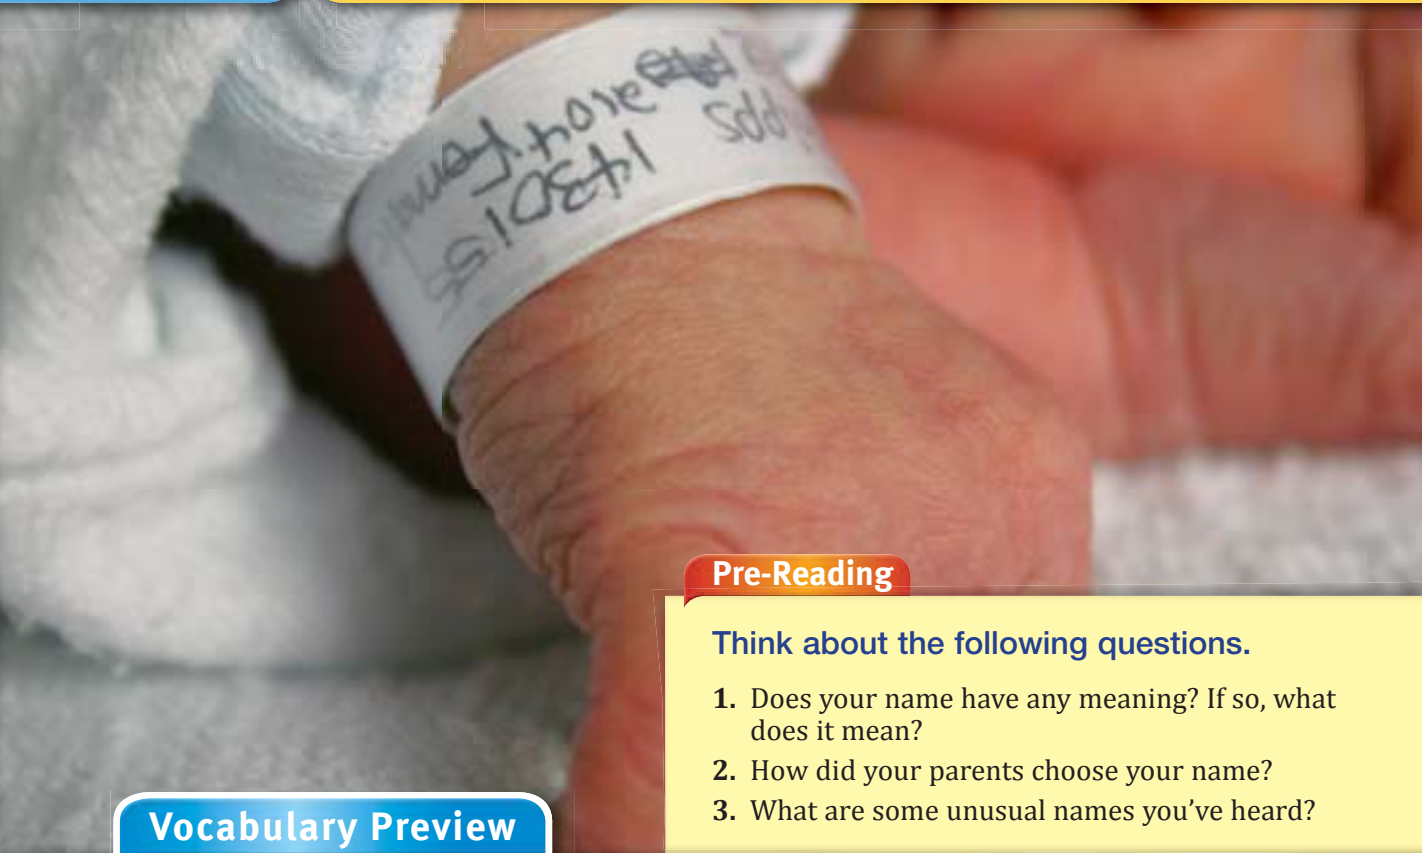 Pre-Reading
Think about the following questions.
1. Does your name have any meaning? If so, what
does it mean?
2. How did your parents choose your name?
3. What are some unusual names you've heard?
Vocabulary Preview